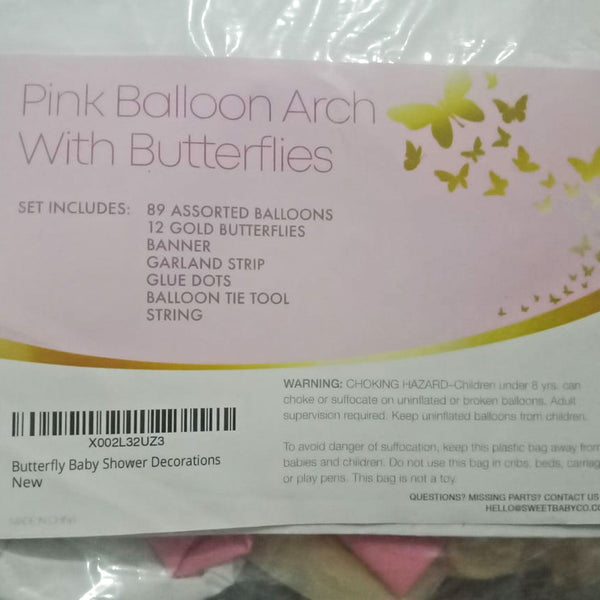 Pink Balloon Arch
With Butterflies
SET INCLUDES: 89 ASSORTED BALLOONS
12 GOLD BUTTERFLIES
BANNER
GARLAND STRIP
GLUE DOTS
BALLOON TIE TOOL
STRING
WARNING: CHOKING HAZARD–Children under 8 yrs. can
choke or suffocate on uninflated or broken balloons. Adult
supervision required. Keep uninflated balloons from children.
X002L32UZ3
Butterfly Baby Shower Decorations
New
To avoid danger of suffocation, keep this plastic bag away from
babies and children. Do not use this bag in cribs, beds, carriag
or play pens. This bag is not a toy.
QUESTIONS? MISSING PARTS? CONTACT US
HELLO@SWEETBABYCO.CO
MADE IN CHINA